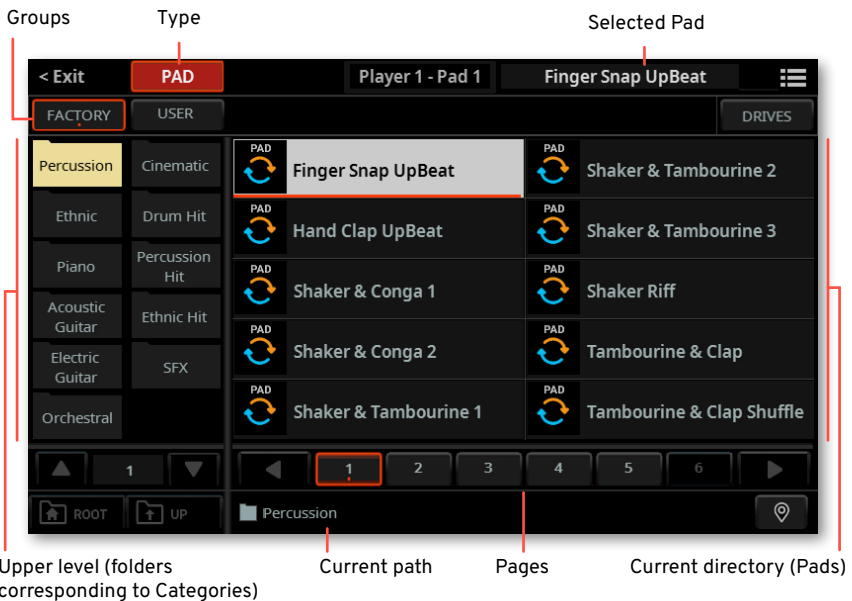 Groups
Type
Selected Pad
< Exit
PAD
Player 1 - Pad 1
Finger Snap UpBeat
FACTORY
USER
DRIVES
Percussion
Cinematic
Ethnic
Drum Hit
Piano
Percussion
Hit
Acoustic
Guitar
Ethnic Hit
Electric
Guitar
SFX
Orchestral
PAD
Finger Snap UpBeat
PAD
Shaker & Tambourine 2
PAD
Hand Clap UpBeat
PAD
Shaker & Tambourine 3
PAD
Shaker & Conga 1
PAD
Shaker Riff
PAD
Shaker & Conga 2
PAD
Tambourine & Clap
PAD
Shaker & Tambourine 1
PAD
Tambourine & Clap Shuffle
1
1
2
3
4
5
6
ROOT
UP
Percussion
Upper level (folders
corresponding to Categories)
Current path
Pages
Current directory (Pads)